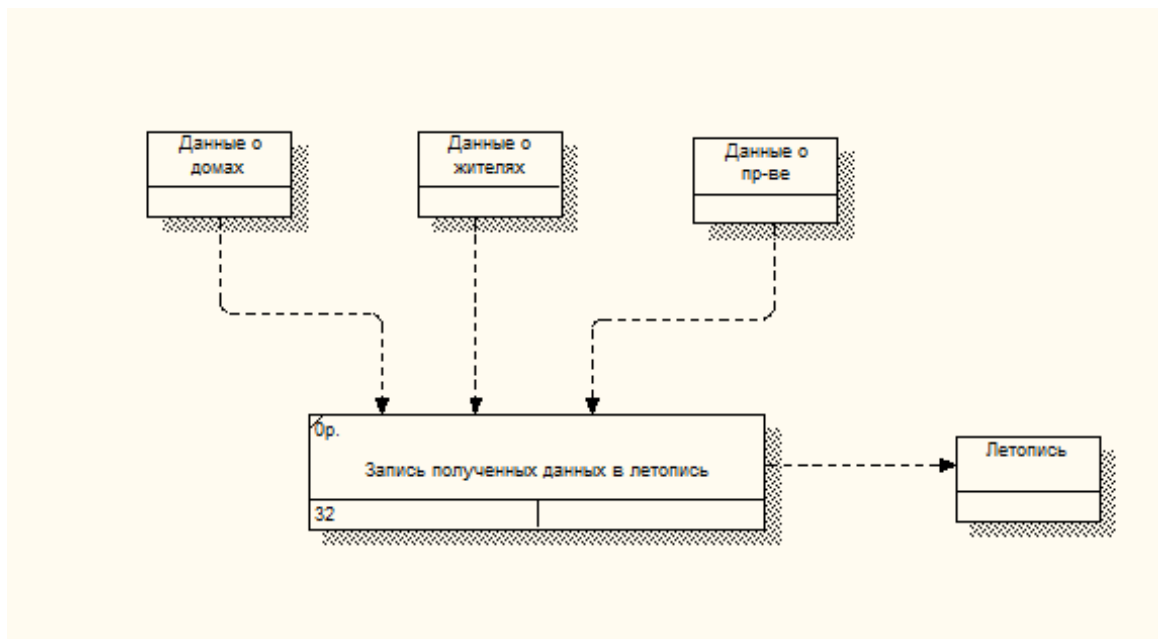 Данные о
домах
Данные о
жителях
Данные о
пр-ве
0р.
Запись полученных данных в летопись
32
Летопись